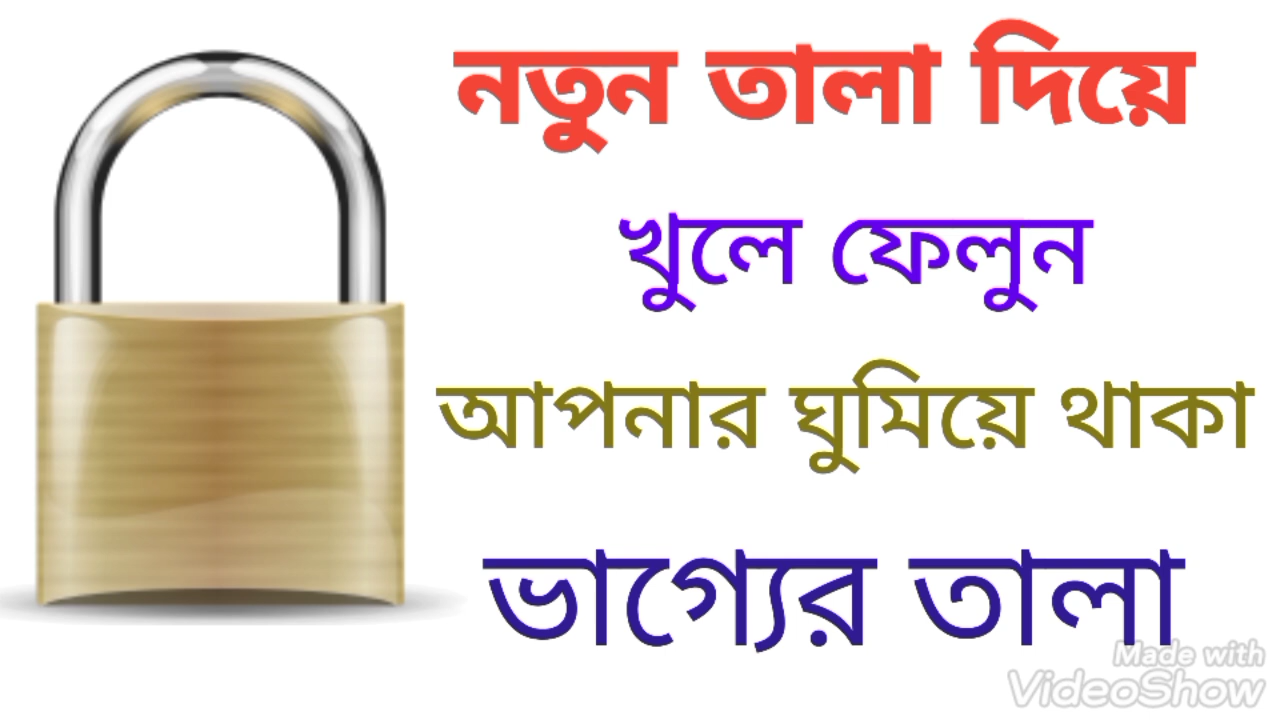 নতুন তালা দিয়ে
খুলে ফেলুন
আপনার ঘুমিয়ে থাকা
ভাগ্যের তালা
Made with
VideoShow